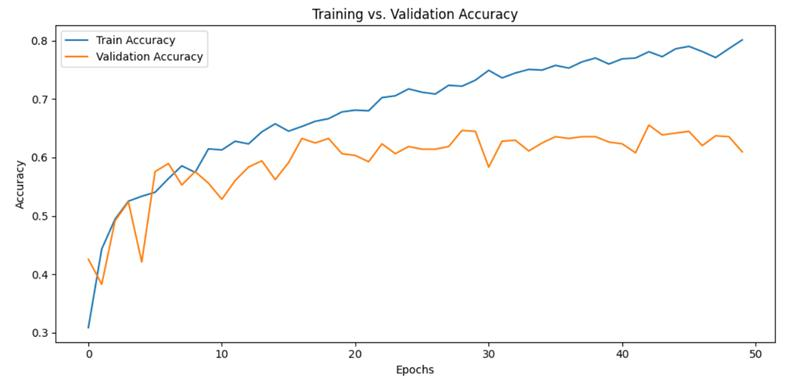 Training vs. Validation Accuracy
Train Accuracy
Validation Accuracy
0.8
0.7
0.6
0.5
0.4
0.3
Accuracy
0 10 20 30 40 50
Epochs